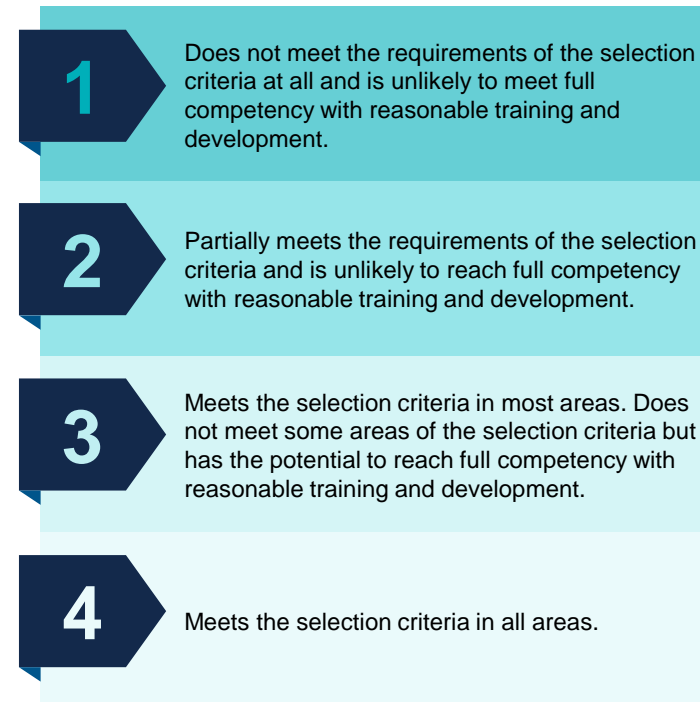 1
Does not meet the requirements of the selection
criteria at all and is unlikely to meet full
competency with reasonable training and
development.
2
Partially meets the requirements of the selection
criteria and is unlikely to reach full competency
with reasonable training and development.
3
Meets the selection criteria in most areas. Does
not meet some areas of the selection criteria but
has the potential to reach full competency with
reasonable training and development.
4
Meets the selection criteria in all areas.